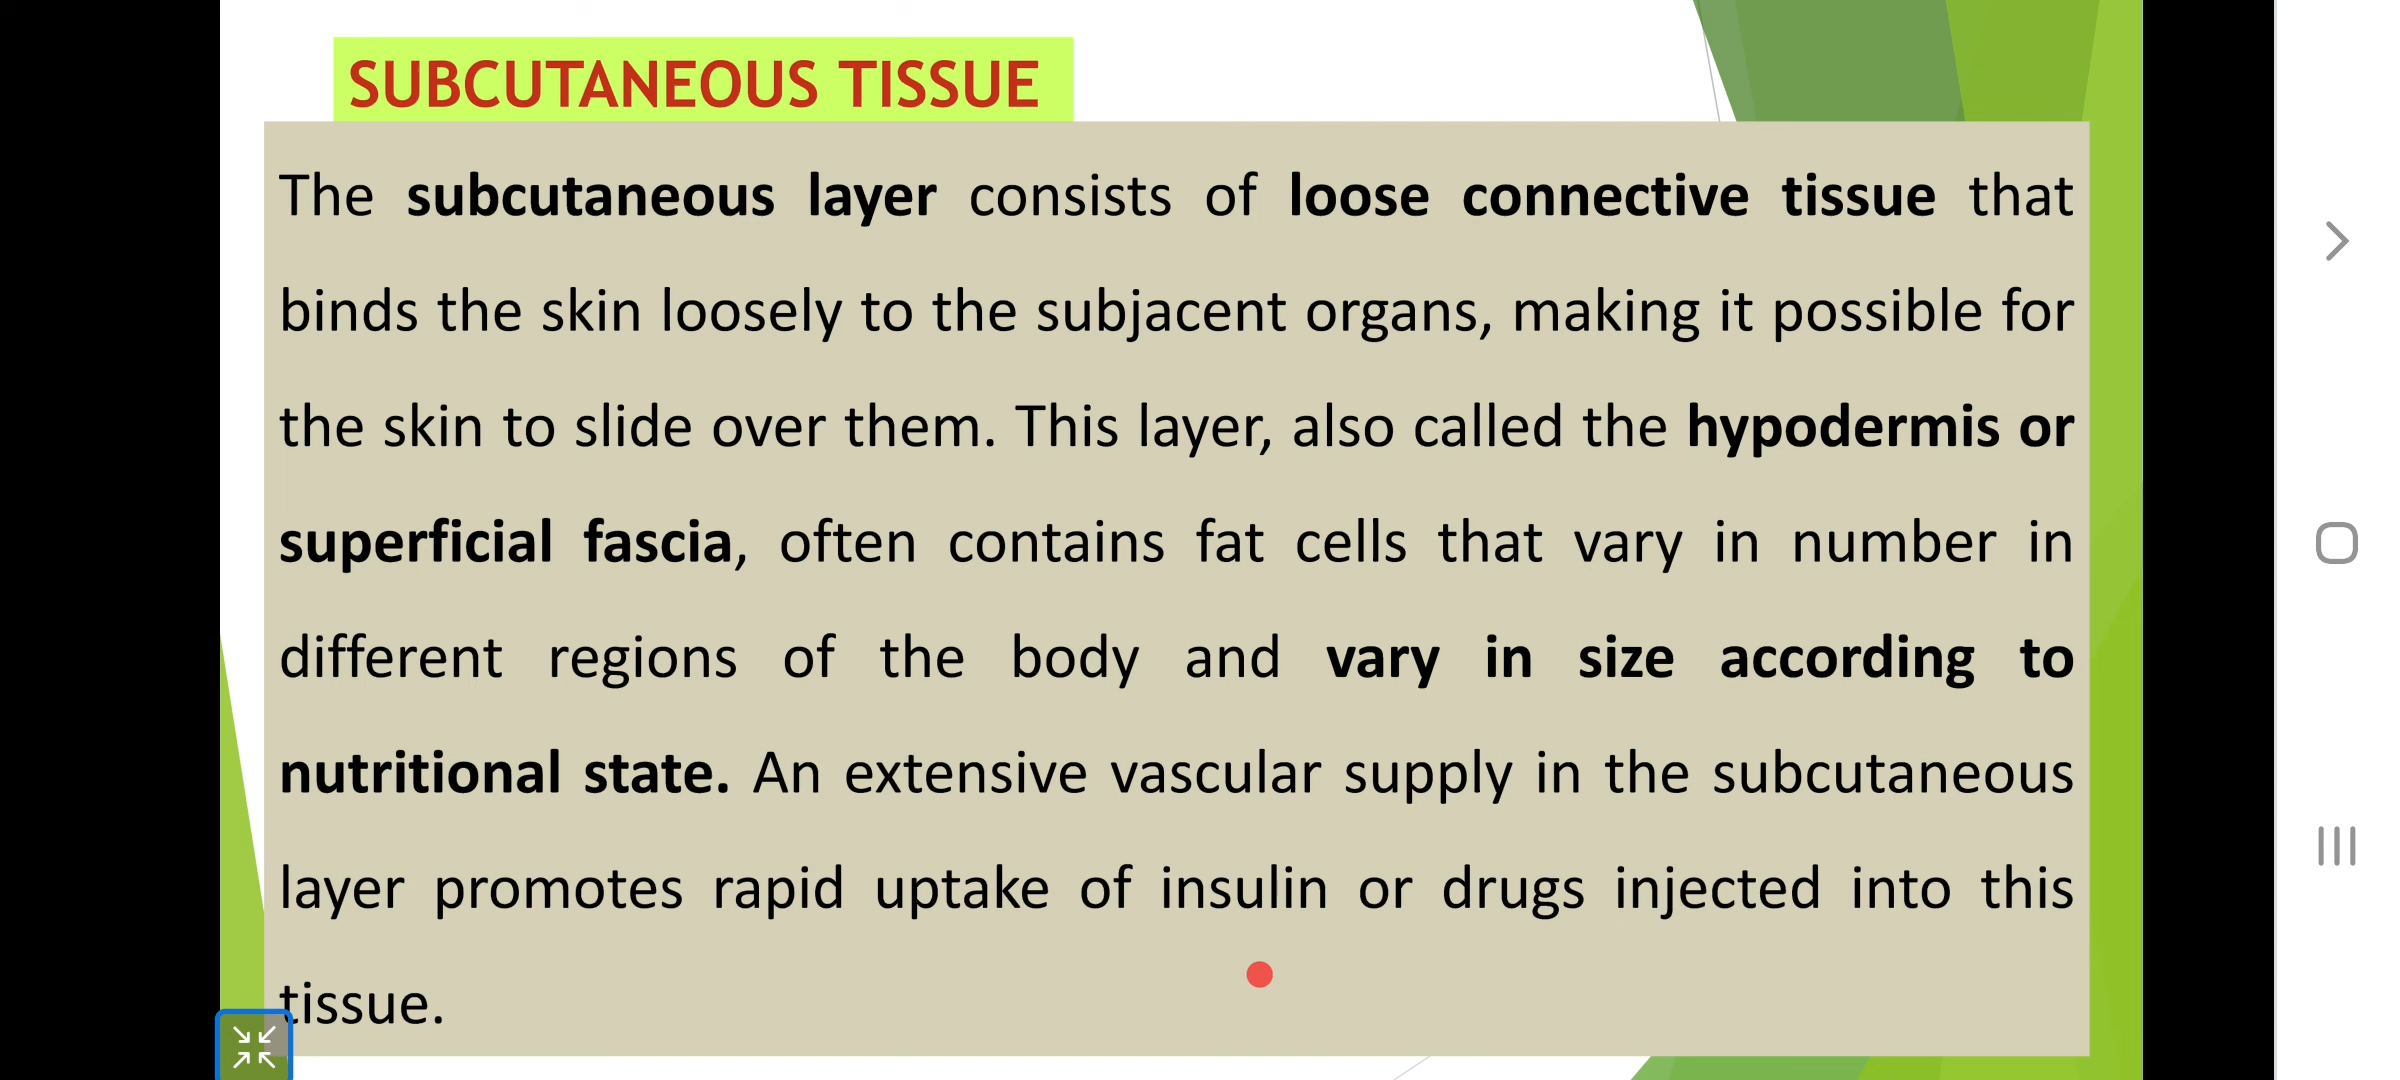 SUBCUTANEOUS TISSUE
The subcutaneous layer consists of loose connective tissue that
binds the skin loosely to the subjacent organs, making it possible for
the skin to slide over them. This layer, also called the hypodermis or
superficial fascia, often contains fat cells that vary in number in
different regions of the body and vary in size according to
nutritional state. An extensive vascular supply in the subcutaneous
layer promotes rapid uptake of insulin or drugs injected into this
tissue.